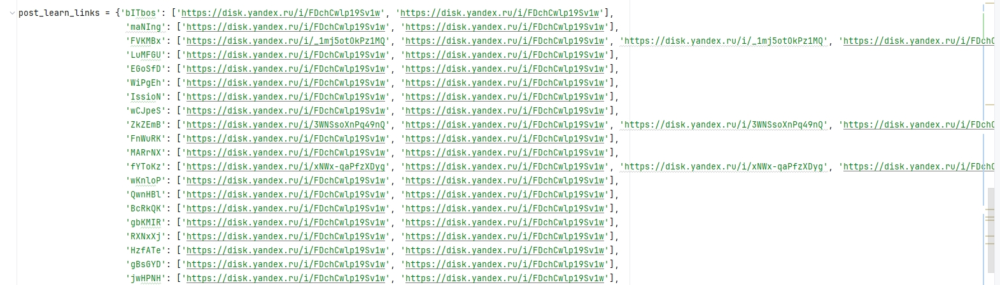 post_learn_links = {'bITbos': ['https://disk.yandex.ru/i/FDchCwlp19Sv1w', 'https://disk.yandex.ru/i/FDchCwlp19Sv1w'],
'maNIng': ['https://disk.yandex.ru/i/FDchCwlp19Sv1w', 'https://disk.yandex.ru/i/FDchCwlp19Sv1w'],
'FVKMBx': ['https://disk.yandex.ru/i/_1mj5otOkPz1MQ', 'https://disk.yandex.ru/i/FDchCwlp19Sv1w', 'https://disk.yandex.ru/i/_1mj5otOkPz1MQ', 'https://disk.yandex.ru/i/FDchC
'LuMFGU': ['https://disk.yandex.ru/i/FDchCwlp19Sv1w', 'https://disk.yandex.ru/i/FDchCwlp19Sv1w'],
'EGoSfD': ['https://disk.yandex.ru/i/FDchCwlp19Sv1w', 'https://disk.yandex.ru/i/FDchCwlp19Sv1w'],
'WiPgEh': ['https://disk.yandex.ru/i/FDchCwlp19Sv1w', 'https://disk.yandex.ru/i/FDchCwlp19Sv1w'],
'IssioN': ['https://disk.yandex.ru/i/FDchCwlp19Sv1w', 'https://disk.yandex.ru/i/FDchCwlp19Sv1w'],
'wCJpeS': ['https://disk.yandex.ru/i/FDchCwlp19Sv1w', 'https://disk.yandex.ru/i/FDchCwlp19Sv1w'],
'ZkZEmB': ['https://disk.yandex.ru/i/3WNSsoXnPq49nQ', 'https://disk.yandex.ru/i/FDchCwlp19Sv1w', 'https://disk.yandex.ru/i/3WNSsoXnPq49nQ', 'https://disk.yandex.ru/i/FDchC
'FnWuRK': ['https://disk.yandex.ru/i/FDchCwlp19Sv1w', 'https://disk.yandex.ru/i/FDchCwlp19Sv1w'],
'MARrNX': ['https://disk.yandex.ru/i/FDchCwlp19Sv1w', 'https://disk.yandex.ru/i/FDchCwlp19Sv1w'],
'fYToKz': ['https://disk.yandex.ru/i/xNWx-qaPfzXDyg', 'https://disk.yandex.ru/i/FDchCwlp19Sv1w', 'https://disk.yandex.ru/i/xNWx-qaPfzXDyg', 'https://disk.yandex.ru/i/FDchC
'wKnloP': ['https://disk.yandex.ru/i/FDchCwlp19Sv1w', 'https://disk.yandex.ru/i/FDchCwlp19Sv1w'],
'QwnHBl': ['https://disk.yandex.ru/i/FDchCwlp19Sv1w', 'https://disk.yandex.ru/i/FDchCwlp19Sv1w'],
'BcRkQK': ['https://disk.yandex.ru/i/FDchCwlp19Sv1w', 'https://disk.yandex.ru/i/FDchCwlp19Sv1w'],
'gbKMIR': ['https://disk.yandex.ru/i/FDchCwlp19Sv1w', 'https://disk.yandex.ru/i/FDchCwlp19Sv1w'],
'RXNxXj': ['https://disk.yandex.ru/i/FDchCwlp19Sv1w', 'https://disk.yandex.ru/i/FDchCwlp19Sv1w'],
'HzfATe': ['https://disk.yandex.ru/i/FDchCwlp19Sv1w', 'https://disk.yandex.ru/i/FDchCwlp19Sv1w'],
'gBsGYD': ['https://disk.yandex.ru/i/FDchCwlp19Sv1w', 'https://disk.yandex.ru/i/FDchCwlp19Sv1w'],
'jwHPNH': ['https://disk.yandex.ru/i/FDchCwlp19Sv1w', 'https://disk.yandex.ru/i/FDchCwlp19Sv1w'],